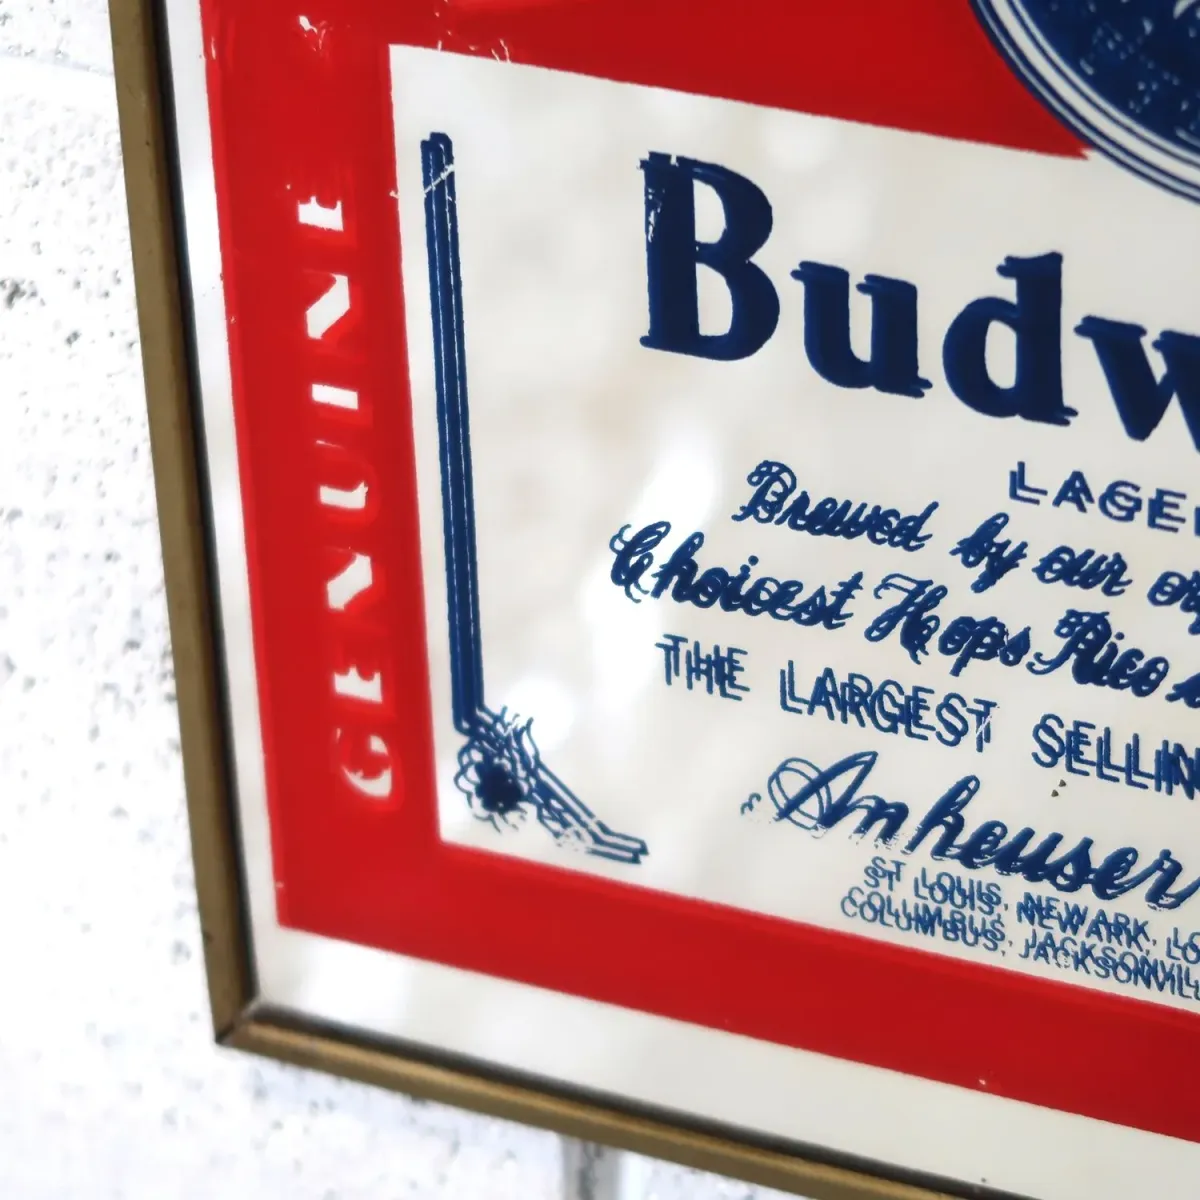 GENUINE
Budw
LAGE
Brewed by our or
Choicest Hops Rice
THE LARGEST SELLIN
Anheuser
ST LOUIS, NEWARK, LO
COLUMBUS, JACKSONVIL